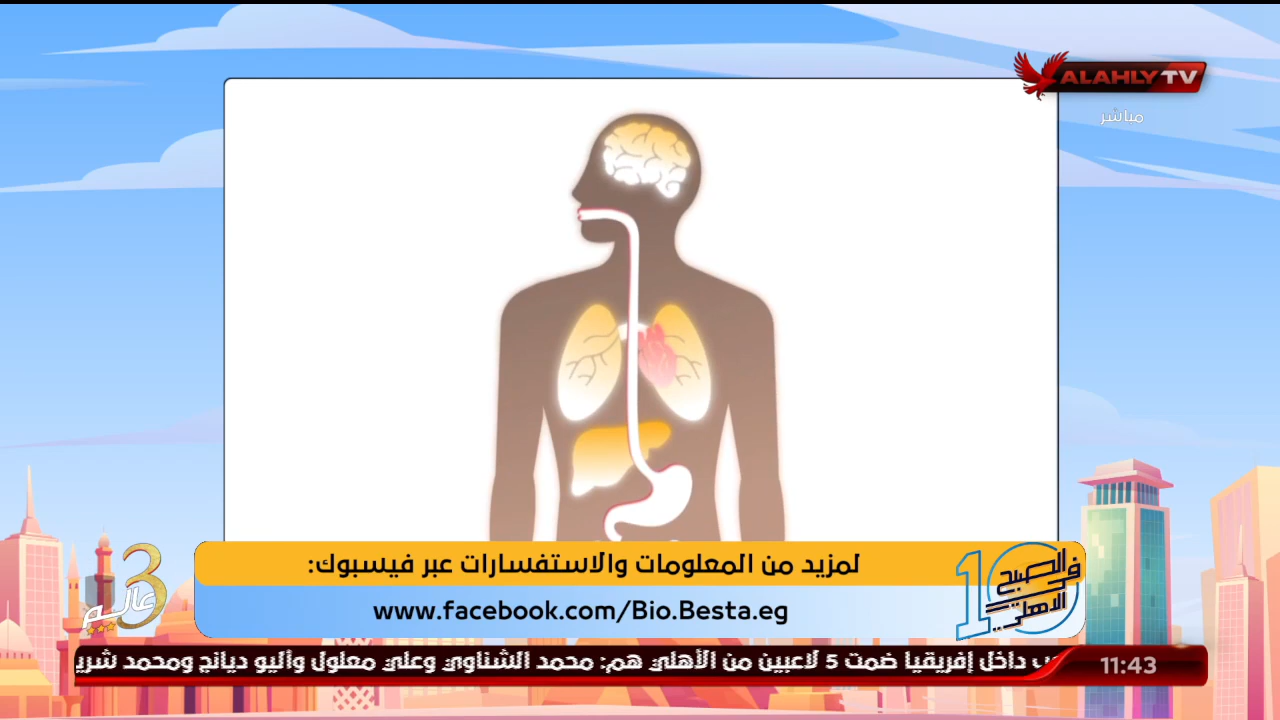 ALAHLY TV
مباشر
لمزيد من المعلومات والاستفسارات عبر فيسبوك:
www.facebook.com/Bio.Besta.eg
10 الصبح في الأهلي
3 عالم
داخل إفريقيا ضمت 5 لاعبين من الأهلي هم: محمد الشناوي وعلي معلول وأليو ديانج ومحمد
11:43